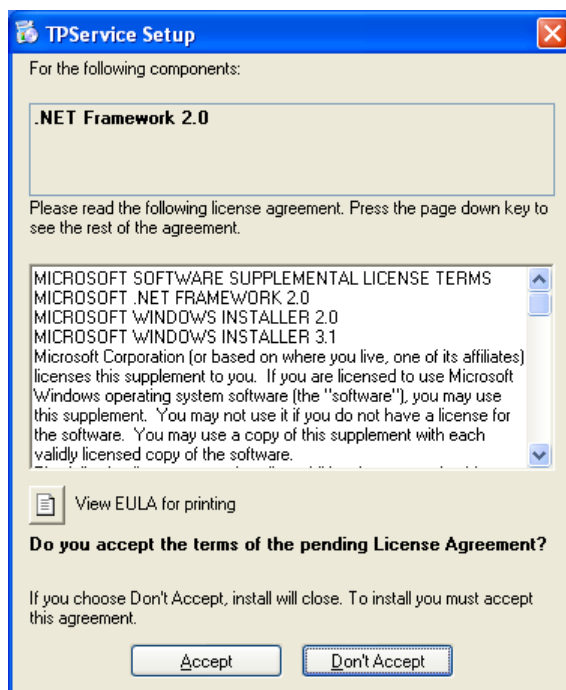 TPService Setup
For the following components:
.NET Framework 2.0
Please read the following license agreement. Press the page down key to
see the rest of the agreement.
MICROSOFT SOFTWARE SUPPLEMENTAL LICENSE TERMS
MICROSOFT .NET FRAMEWORK 2.0
MICROSOFT WINDOWS INSTALLER 2.0
MICROSOFT WINDOWS INSTALLER 3.1
Microsoft Corporation (or based on where you live, one of its affiliates)
licenses this supplement to you.  If you are licensed to use Microsoft
Windows operating system software (the "software"), you may use
this supplement.  You may not use it if you do not have a license for
the software.  You may use a copy of this supplement with each
validly licensed copy of the software.
View EULA for printing
Do you accept the terms of the pending License Agreement?
If you choose Don't Accept, install will close. To install you must accept
this agreement.
Accept
Don't Accept